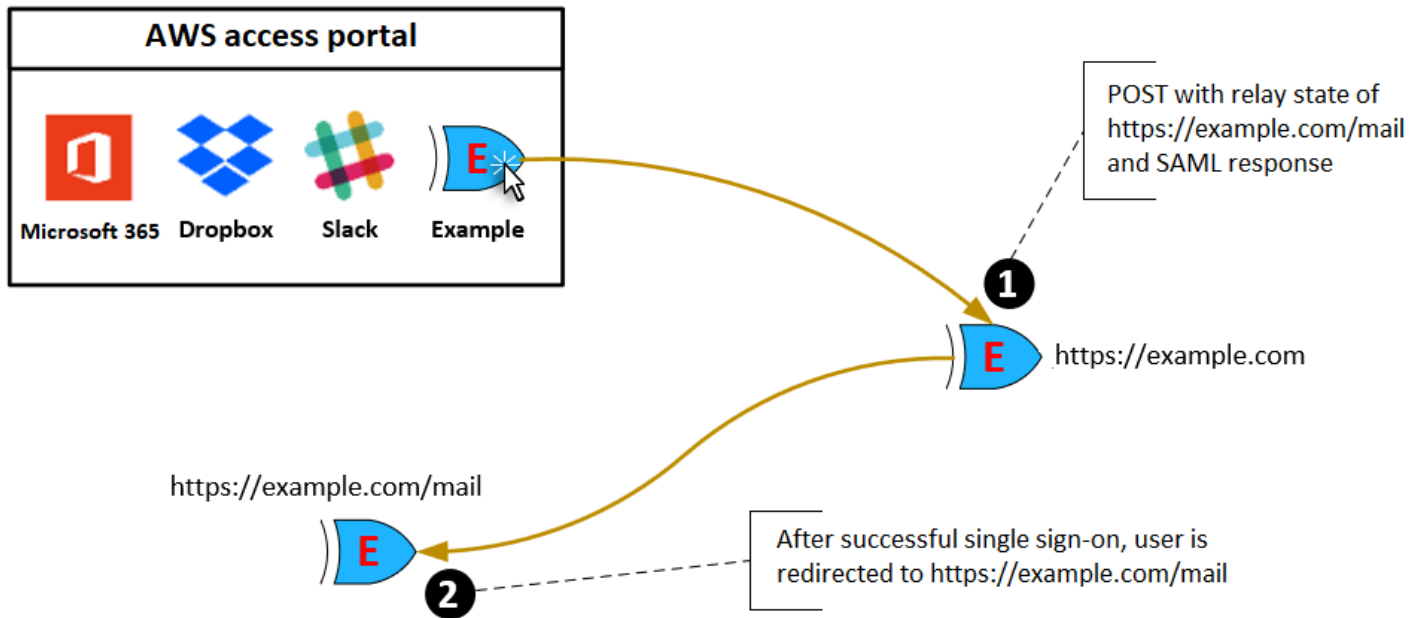 AWS access portal
E
Microsoft 365
Dropbox
Slack
Example
POST with relay state of
https://example.com/mail
and SAML response
1
E
https://example.com
https://example.com/mail
E
2
After successful single sign-on, user is
redirected to https://example.com/mail